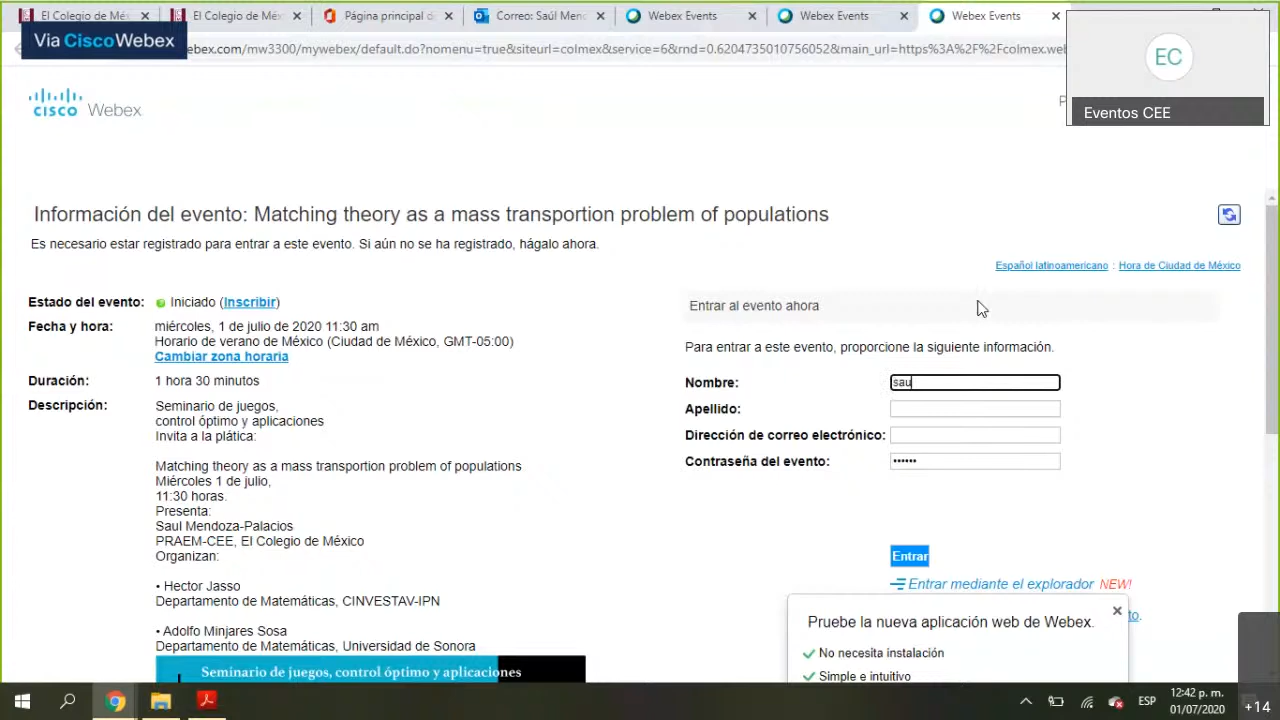 El Colegio de Mé
El Colegio de Méx
Página principal d
Correo: Saúl Menc
Webex Events
Webex Events
Webex Events
Via CiscoWebex
ebex.com/mw3300/mywebex/default.do?nomenu=true&siteurl=colmex&service=6&rnd=0.6204735010756052&main_url=https%3A%2F%2Fcolmex.we
EC
Eventos CEE
cisco Webex
Información del evento: Matching theory as a mass transportion problem of populations
Es necesario estar registrado para entrar a este evento. Si aún no se ha registrado, hágalo ahora.
Español latinoamericano : Hora de Ciudad de México
Estado del evento: Iniciado (Inscribir)
Fecha y hora: miércoles, 1 de julio de 2020 11:30 am
Horario de verano de México (Ciudad de México, GMT-05:00)
Cambiar zona horaria
Duración: 1 hora 30 minutos
Descripción: Seminario de juegos,
control óptimo y aplicaciones
Invita a la plática:
Matching theory as a mass transportion problem of populations
Miércoles 1 de julio,
11:30 horas.
Presenta:
Saul Mendoza-Palacios
PRAEM-CEE, El Colegio de México
Organizan:
• Hector Jasso
Departamento de Matemáticas, CINVESTAV-IPN
• Adolfo Minjares Sosa
Departamento de Matemáticas, Universidad de Sonora
Seminario de juegos, control óptimo y aplicaciones
Entrar al evento ahora
Para entrar a este evento, proporcione la siguiente información.
Nombre: sau
Apellido:
Dirección de correo electrónico:
Contraseña del evento: ••••••
Entrar
Entrar mediante el explorador NEW!
to.
Pruebe la nueva aplicación web de Webex.
No necesita instalación
Simple e intuitivo
ESP
12:42 p. m.
01/07/2020
+14